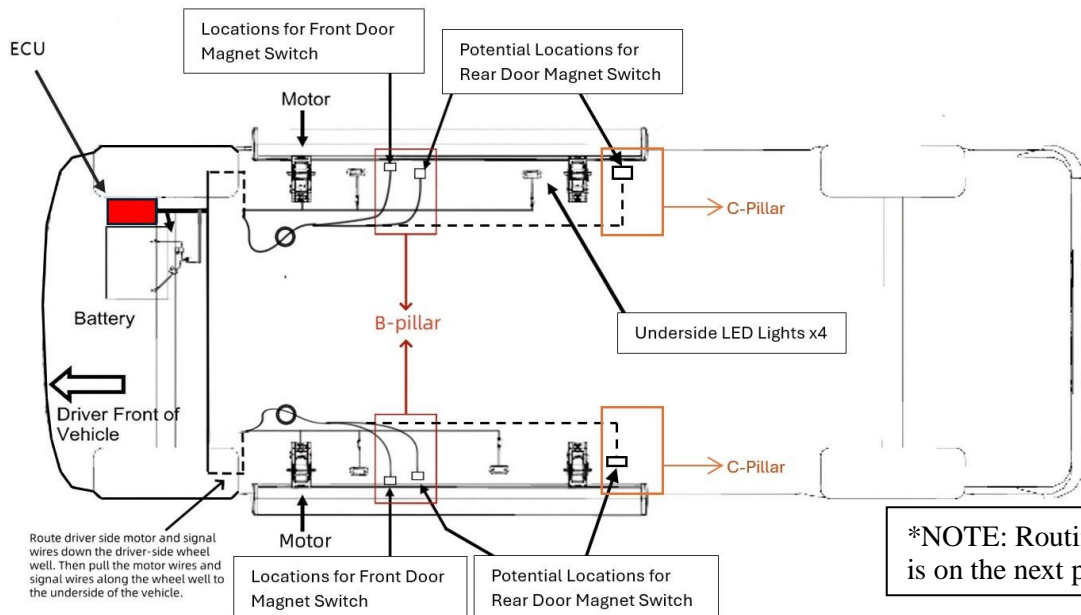 Locations for Front Door
Magnet Switch
Potential Locations for
Rear Door Magnet Switch
ECU
Motor
C-Pillar
Battery
B-pillar
Underside LED Lights x4
Driver Front of
Vehicle
C-Pillar
Route driver side motor and signal
wires down the driver-side wheel
well. Then pull the motor wires and
signal wires along the wheel well to
the underside of the vehicle.
Motor
Locations for Front Door
Magnet Switch
Potential Locations for
Rear Door Magnet Switch
*NOTE: Routi
is on the next p